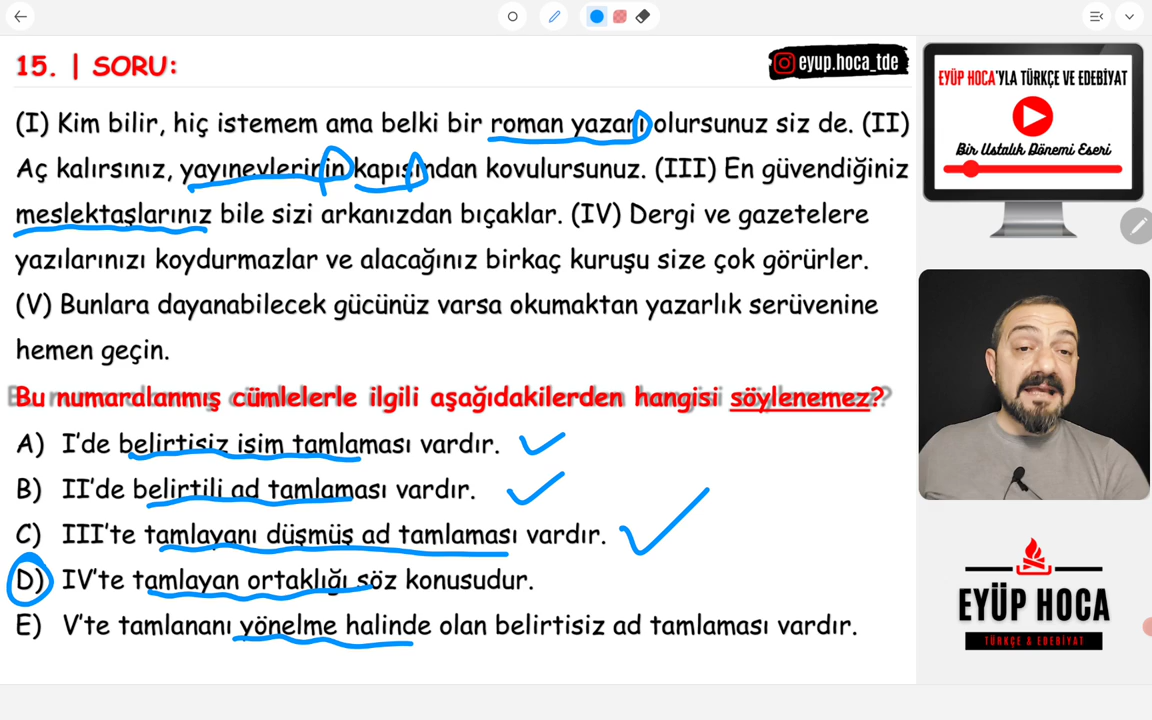 15. | SORU:
eyup.hoca_tde
(I) Kim bilir, hiç istemem ama belki bir roman yazarı olursunuz siz de. (II)
Aç kalırsınız, yayınevlerinin kapısından kovulursunuz. (III) En güvendiğiniz
meslektaşlarınız bile sizi arkanızdan bıçaklar. (IV) Dergi ve gazetelere
yazılarınızı koydurmazlar ve alacağınız birkaç kuruşu size çok görürler.
(V) Bunlara dayanabilecek gücünüz varsa okumaktan yazarlık serüvenine
hemen geçin.
Bu numaralanmış cümlelerle ilgili aşağıdakilerden hangisi söylenemez?
A) I'de belirtisiz isim tamlaması vardır.
B) II'de belirtili ad tamlaması vardır.
C) III'te tamlayanı düşmüş ad tamlaması vardır.
D) IV'te tamlayan ortaklığı söz konusudur.
E) V'te tamlananı yönelme halinde olan belirtisiz ad tamlaması vardır.
EYÜP HOCA'YLA TÜRKÇE VE EDEBİYAT
Bir Ustalık Dönemi Eseri
EYÜP HOCA
TÜRKÇE & EDEBİYAT